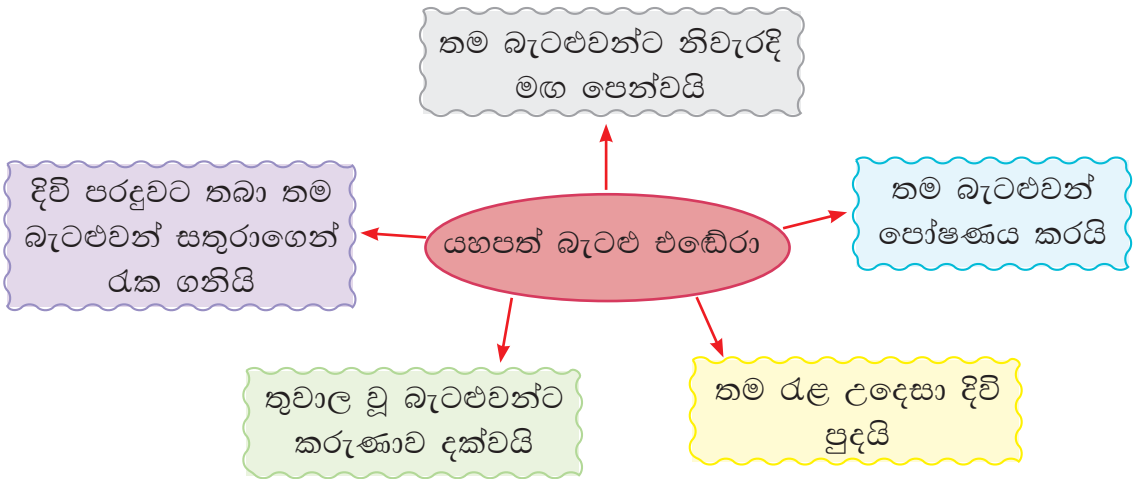 තම බැටළුවන්ට නිවැරදි
මඟ පෙන්වයි
දිවි පරදුවට තබා තම
බැටළුවන් සතුරාගෙන්
රැක ගනියි
යහපත් බැටළු එඬේරා
තම බැටළුවන්
පෝෂණය කරයි
තුවාල වූ බැටළුවන්ට
කරුණාව දක්වයි
තම රැළ උදෙසා දිවි
පුදයි